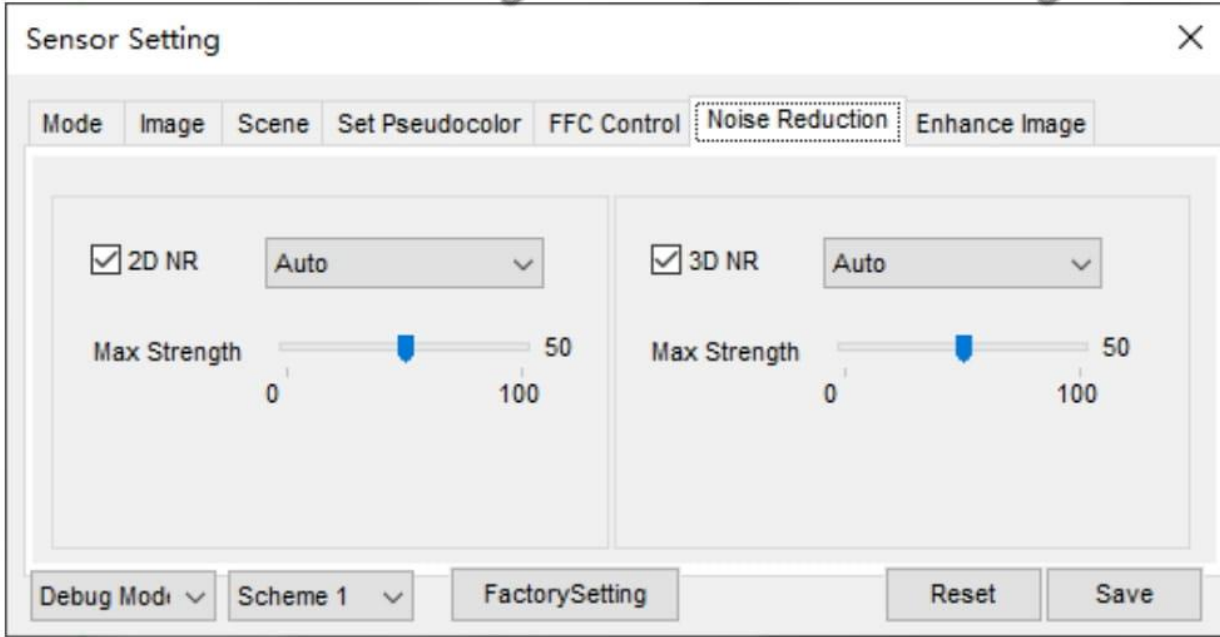 Sensor Setting
Mode Image Scene Set Pseudocolor FFC Control Noise Reduction Enhance Image
2D NR Auto 3D NR Auto
Max Strength 50 Max Strength 50
0 100 0 100
Debug Mod Scheme 1 FactorySetting Reset Save